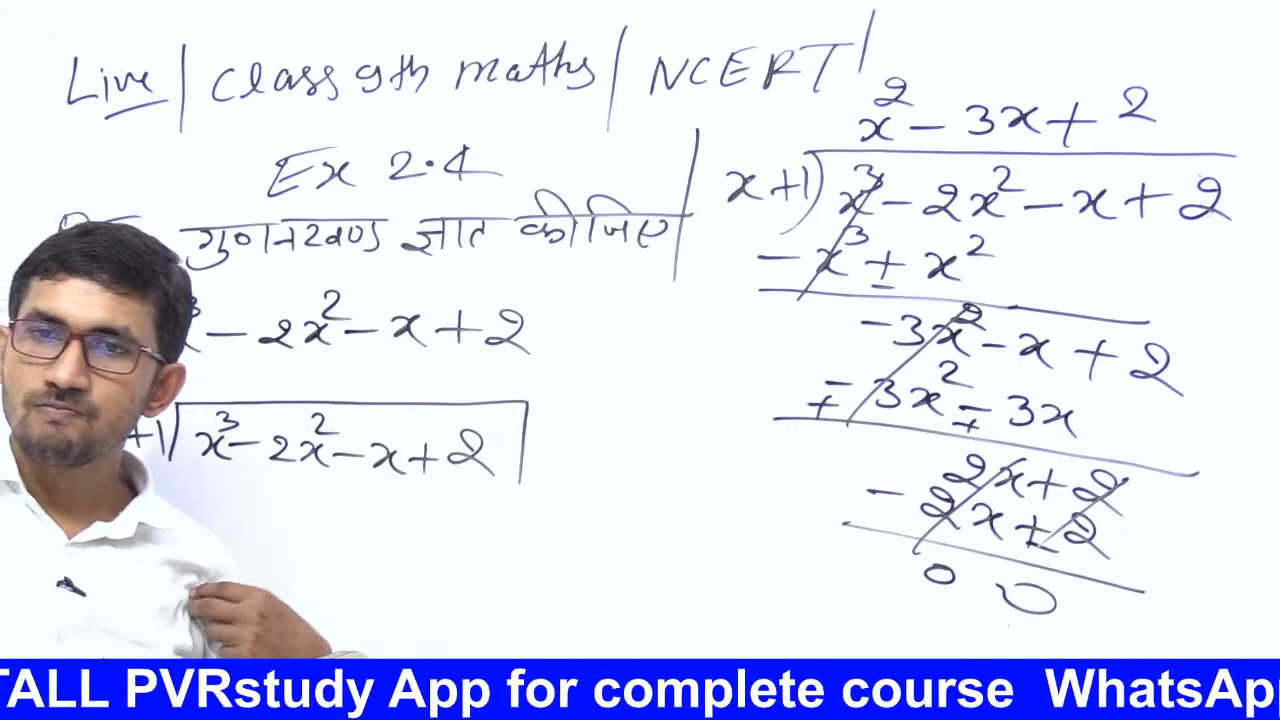 Live | Class 9th maths | NCERT |
Ex 2.4
गुणनखण्ड ज्ञात कीजिए
- 2x² - x + 2
+1) x³ - 2x² - x + 2
x² - 3x + 2
x+1) x³ - 2x² - x + 2
- x³ ± x²
-3x² - x + 2
∓ 3x² ∓ 3x
2x + 2
- 2x ± 2
0 0
TALL PVRstudy App for complete course WhatsApp